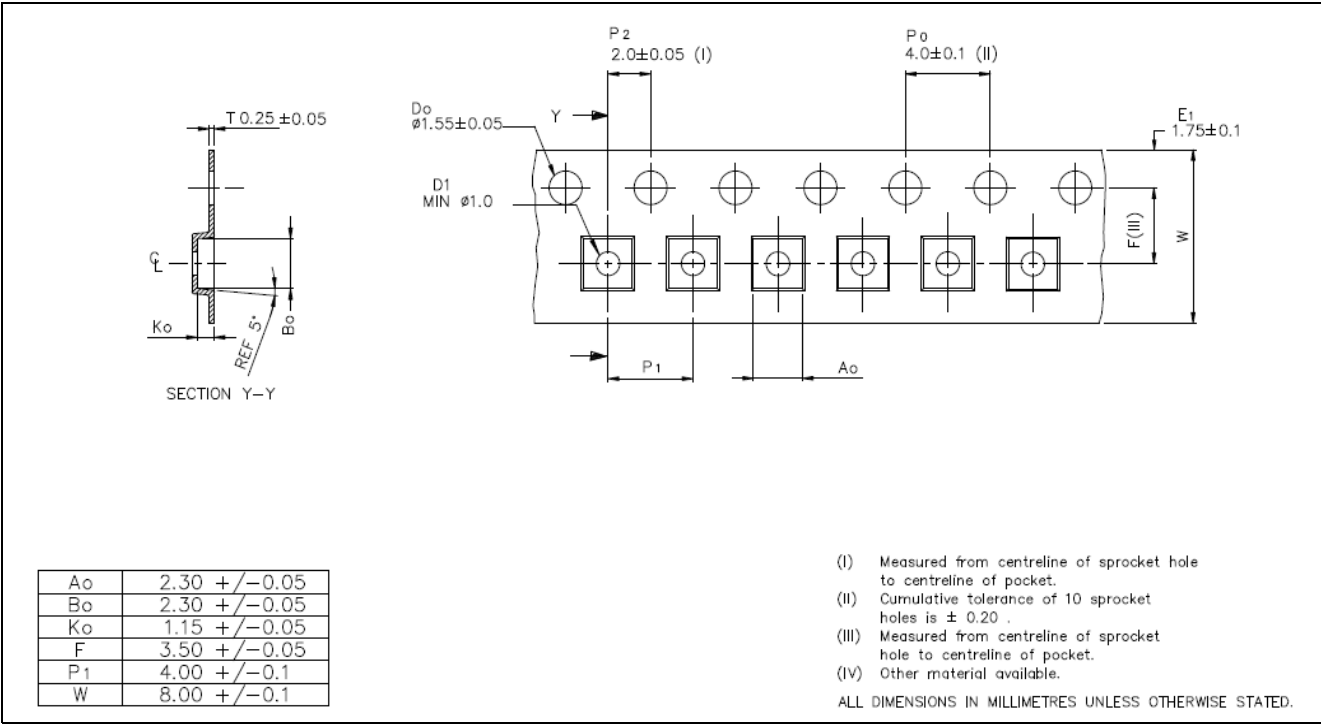 P2
2.0±0.05 (I)
Po
4.0±0.1 (II)
T 0.25 ±0.05
Do
ø1.55±0.05
Y
E1
1.75±0.1
D1
MIN ø1.0
F(III)
W
℄
Ko
REF 5°
Bo
P1
Ao
SECTION Y–Y
Ao 2.30 +/-0.05
Bo 2.30 +/-0.05
Ko 1.15 +/-0.05
F 3.50 +/-0.05
P1 4.00 +/-0.1
W 8.00 +/-0.1
(I) Measured from centreline of sprocket hole
to centreline of pocket.
(II) Cumulative tolerance of 10 sprocket
holes is ± 0.20 .
(III) Measured from centreline of sprocket
hole to centreline of pocket.
(IV) Other material available.
ALL DIMENSIONS IN MILLIMETRES UNLESS OTHERWISE STATED.